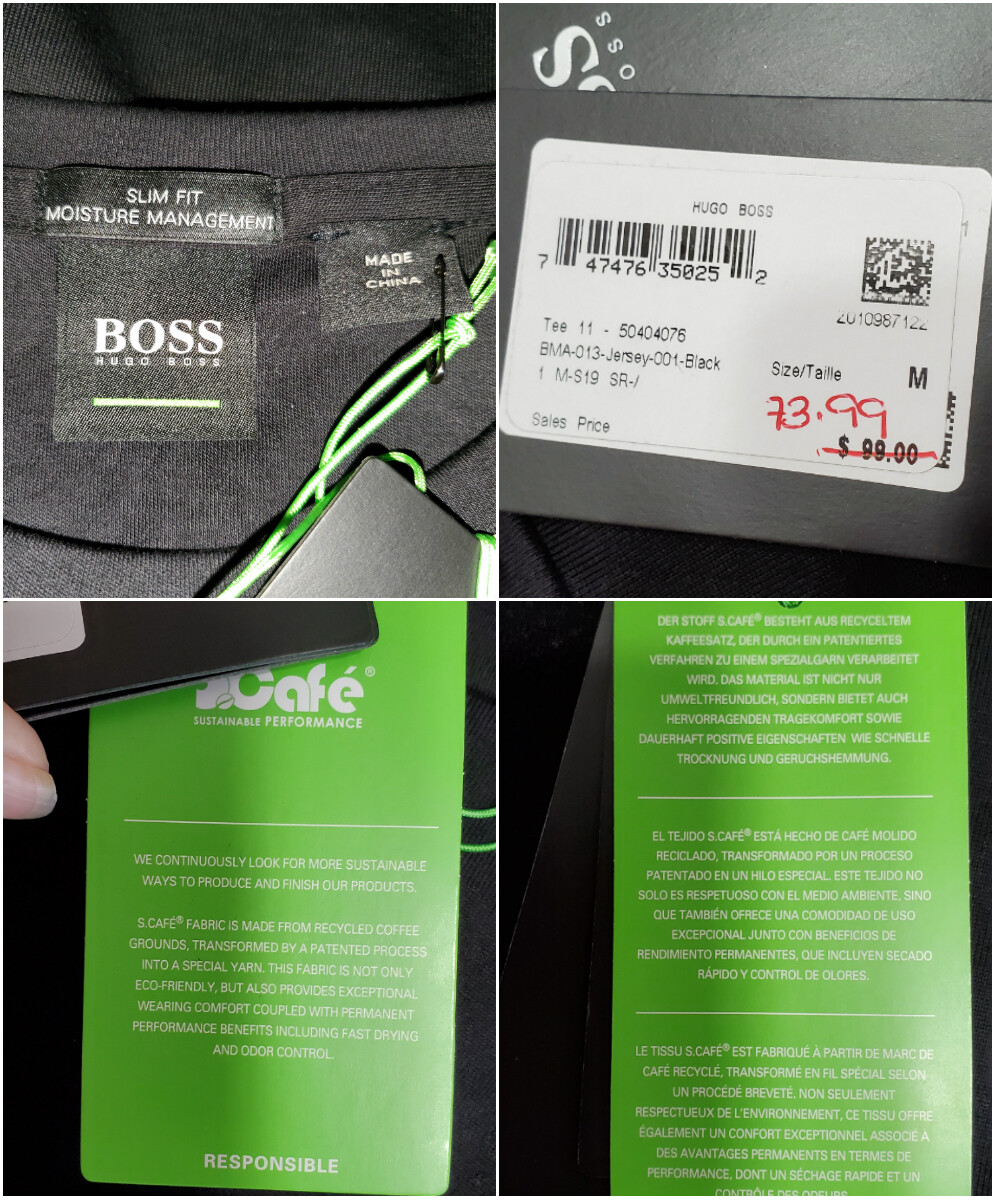 SLIM FIT
MOISTURE MANAGEMENT
MADE
IN
CHINA
BOSS
HUGO BOSS
HUGO BOSS
7 47476 35025 2
2010987122
Tee 11 - 50404076
BMA-013-Jersey-001-Black
1 M-S19 SR-/
Size/Taille M
73.99
Sales Price $ 99.00
1
S.Café®
SUSTAINABLE PERFORMANCE
WE CONTINUOUSLY LOOK FOR MORE SUSTAINABLE
WAYS TO PRODUCE AND FINISH OUR PRODUCTS.
S.CAFÉ® FABRIC IS MADE FROM RECYCLED COFFEE
GROUNDS, TRANSFORMED BY A PATENTED PROCESS
INTO A SPECIAL YARN. THIS FABRIC IS NOT ONLY
ECO-FRIENDLY, BUT ALSO PROVIDES EXCEPTIONAL
WEARING COMFORT COUPLED WITH PERMANENT
PERFORMANCE BENEFITS INCLUDING FAST DRYING
AND ODOR CONTROL.
RESPONSIBLE
DER STOFF S.CAFÉ® BESTEHT AUS RECYCELTEM
KAFFEESATZ, DER DURCH EIN PATENTIERTES
VERFAHREN ZU EINEM SPEZIALGARN VERARBEITET
WIRD. DAS MATERIAL IST NICHT NUR
UMWELTFREUNDLICH, SONDERN BIETET AUCH
HERVORRAGENDEN TRAGEKOMFORT SOWIE
DAUERHAFT POSITIVE EIGENSCHAFTEN WIE SCHNELLE
TROCKNUNG UND GERUCHSHEMMUNG.
EL TEJIDO S.CAFÉ® ESTÁ HECHO DE CAFÉ MOLIDO
RECICLADO, TRANSFORMADO POR UN PROCESO
PATENTADO EN UN HILO ESPECIAL. ESTE TEJIDO NO
SOLO ES RESPETUOSO CON EL MEDIO AMBIENTE, SINO
QUE TAMBIÉN OFRECE UNA COMODIDAD DE USO
EXCEPCIONAL JUNTO CON BENEFICIOS DE
RENDIMIENTO PERMANENTES, QUE INCLUYEN SECADO
RÁPIDO Y CONTROL DE OLORES.
LE TISSU S.CAFÉ® EST FABRIQUÉ À PARTIR DE MARC DE
CAFÉ RECYCLÉ, TRANSFORMÉ EN FIL SPÉCIAL SELON
UN PROCÉDÉ BREVETÉ. NON SEULEMENT
RESPECTUEUX DE L'ENVIRONNEMENT, CE TISSU OFFRE
ÉGALEMENT UN CONFORT EXCEPTIONNEL ASSOCIÉ À
DES AVANTAGES PERMANENTS EN TERMES DE
PERFORMANCE, DONT UN SÉCHAGE RAPIDE ET UN
CONTRÔLE DES ODEURS.